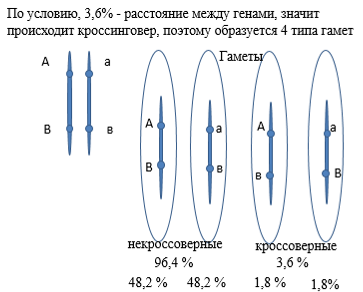 По условию, 3,6% - расстояние между генами, значит
происходит кроссинговер, поэтому образуется 4 типа гамет
Гаметы
А а
А а А а
В в
В в в В
некроссоверные кроссоверные
96,4 % 3,6 %
48,2 % 48,2 % 1,8 % 1,8%